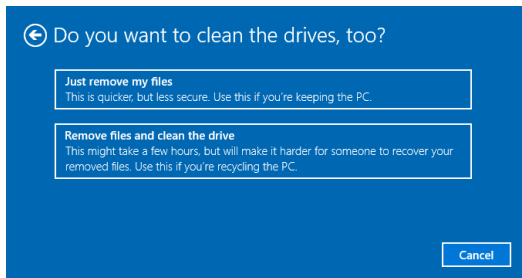 Do you want to clean the drives, too?
Just remove my files
This is quicker, but less secure. Use this if you're keeping the PC.
Remove files and clean the drive
This might take a few hours, but will make it harder for someone to recover your
removed files. Use this if you're recycling the PC.
Cancel